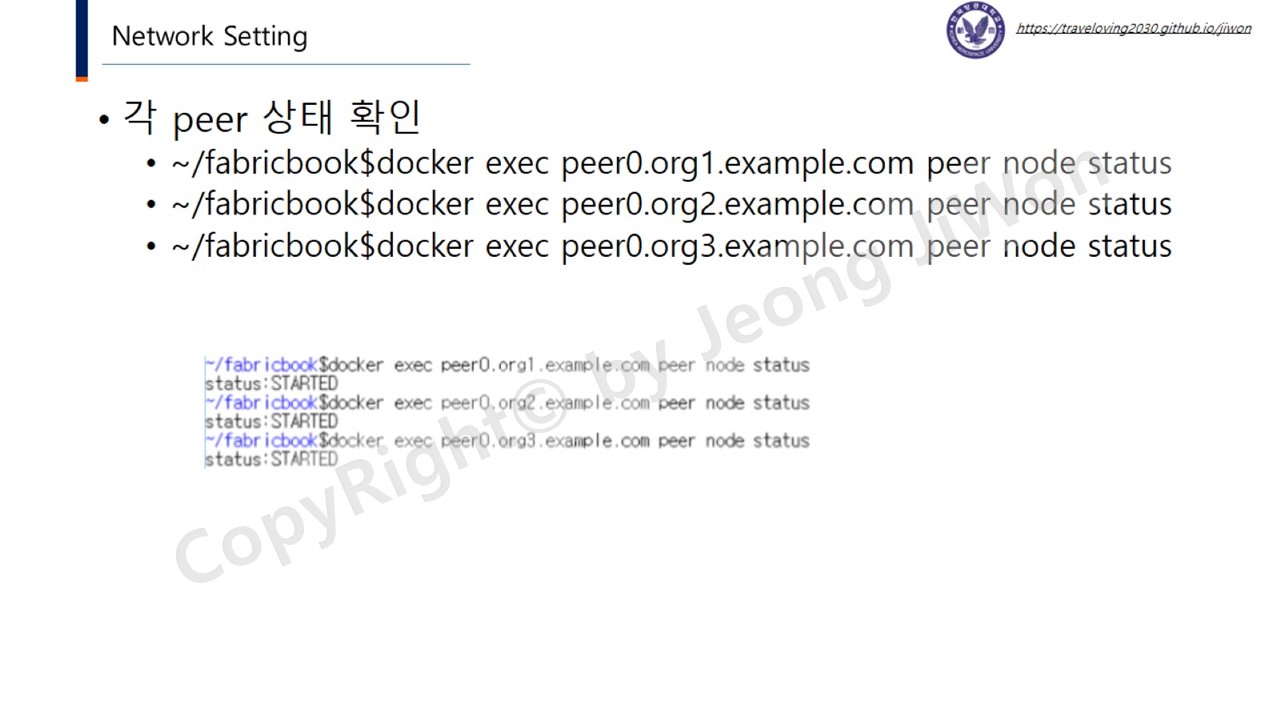 Network Setting
https://traveloving2030.github.io/jiwon
• 각 peer 상태 확인
• ~/fabricbook$docker exec peer0.org1.example.com peer node status
• ~/fabricbook$docker exec peer0.org2.example.com peer node status
• ~/fabricbook$docker exec peer0.org3.example.com peer node status
~/fabricbook$docker exec peer0.org1.example.com peer node status
status:STARTED
~/fabricbook$docker exec peer0.org2.example.com peer node status
status:STARTED
~/fabricbook$docker exec peer0.org3.example.com peer node status
status:STARTED
CopyRight© by Jeong JiWon